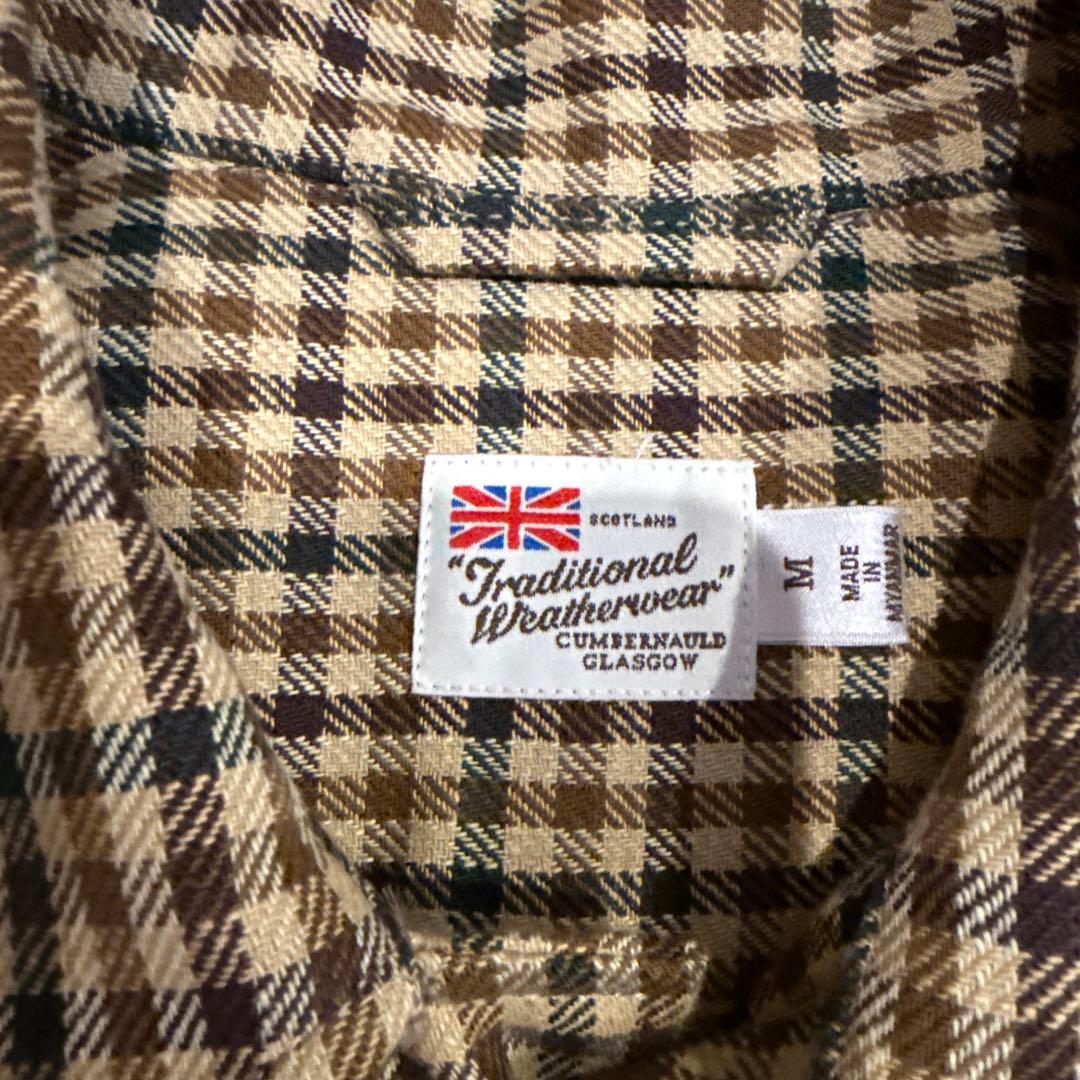 SCOTLAND
"Traditional
Weatherwear"
CUMBERNAULD
GLASGOW
M
MADE
IN
MYANMAR